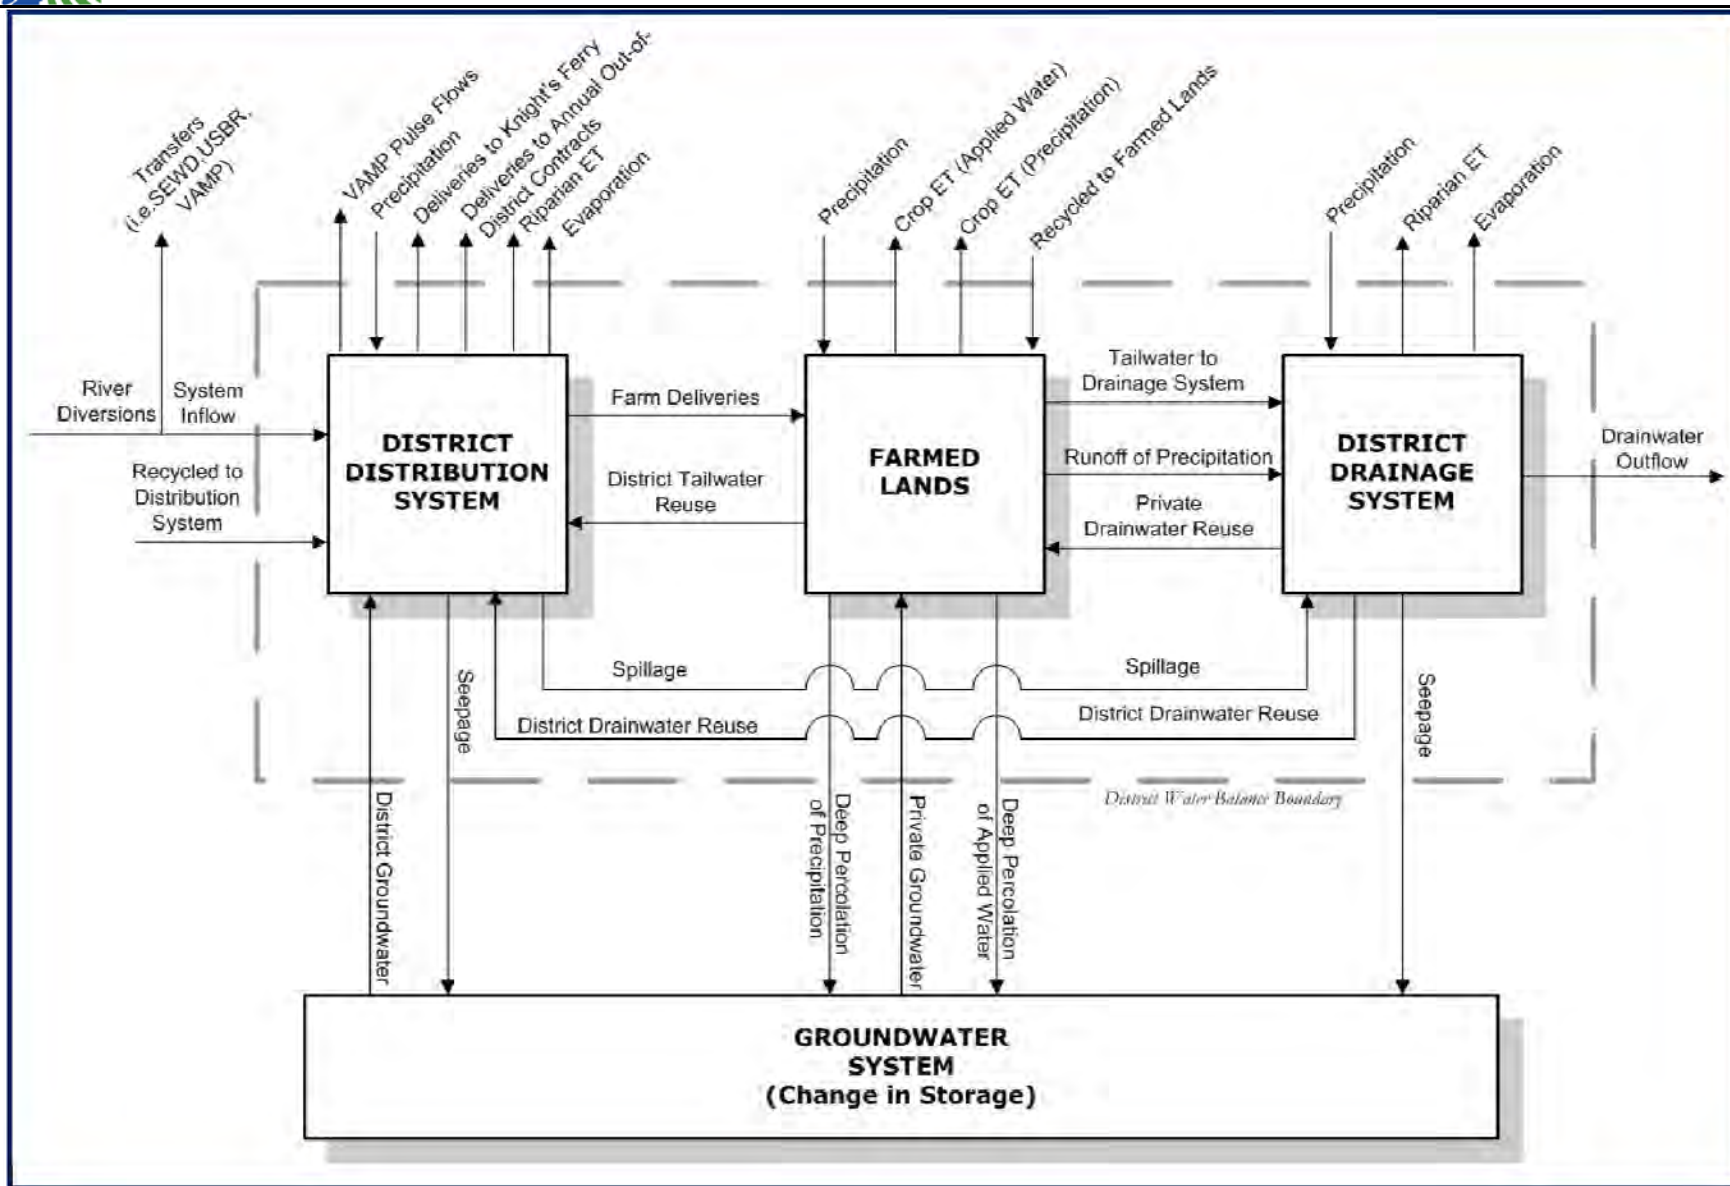 Transfers
(i.e.SEWD,USBR,
VAMP)
VAMP Pulse Flows
Precipitation
Deliveries to Knight's Ferry
Deliveries to Annual Out-of-
District Contracts
Riparian ET
Evaporation
Precipitation
Crop ET (Applied Water)
Crop ET (Precipitation)
Recycled to Farmed Lands
Precipitation
Riparian ET
Evaporation
River
Diversions
System
Inflow
Recycled to
Distribution
System
DISTRICT
DISTRIBUTION
SYSTEM
Farm Deliveries
District Tailwater
Reuse
FARMED
LANDS
Tailwater to
Drainage System
Runoff of Precipitation
Private
Drainwater Reuse
DISTRICT
DRAINAGE
SYSTEM
Drainwater
Outflow
Spillage
Spillage
District Drainwater Reuse
District Drainwater Reuse
Seepage
Seepage
District Water Balance Boundary
District Groundwater
Deep Percolation
of Precipitation
Private Groundwater
Deep Percolation
of Applied Water
GROUNDWATER
SYSTEM
(Change in Storage)